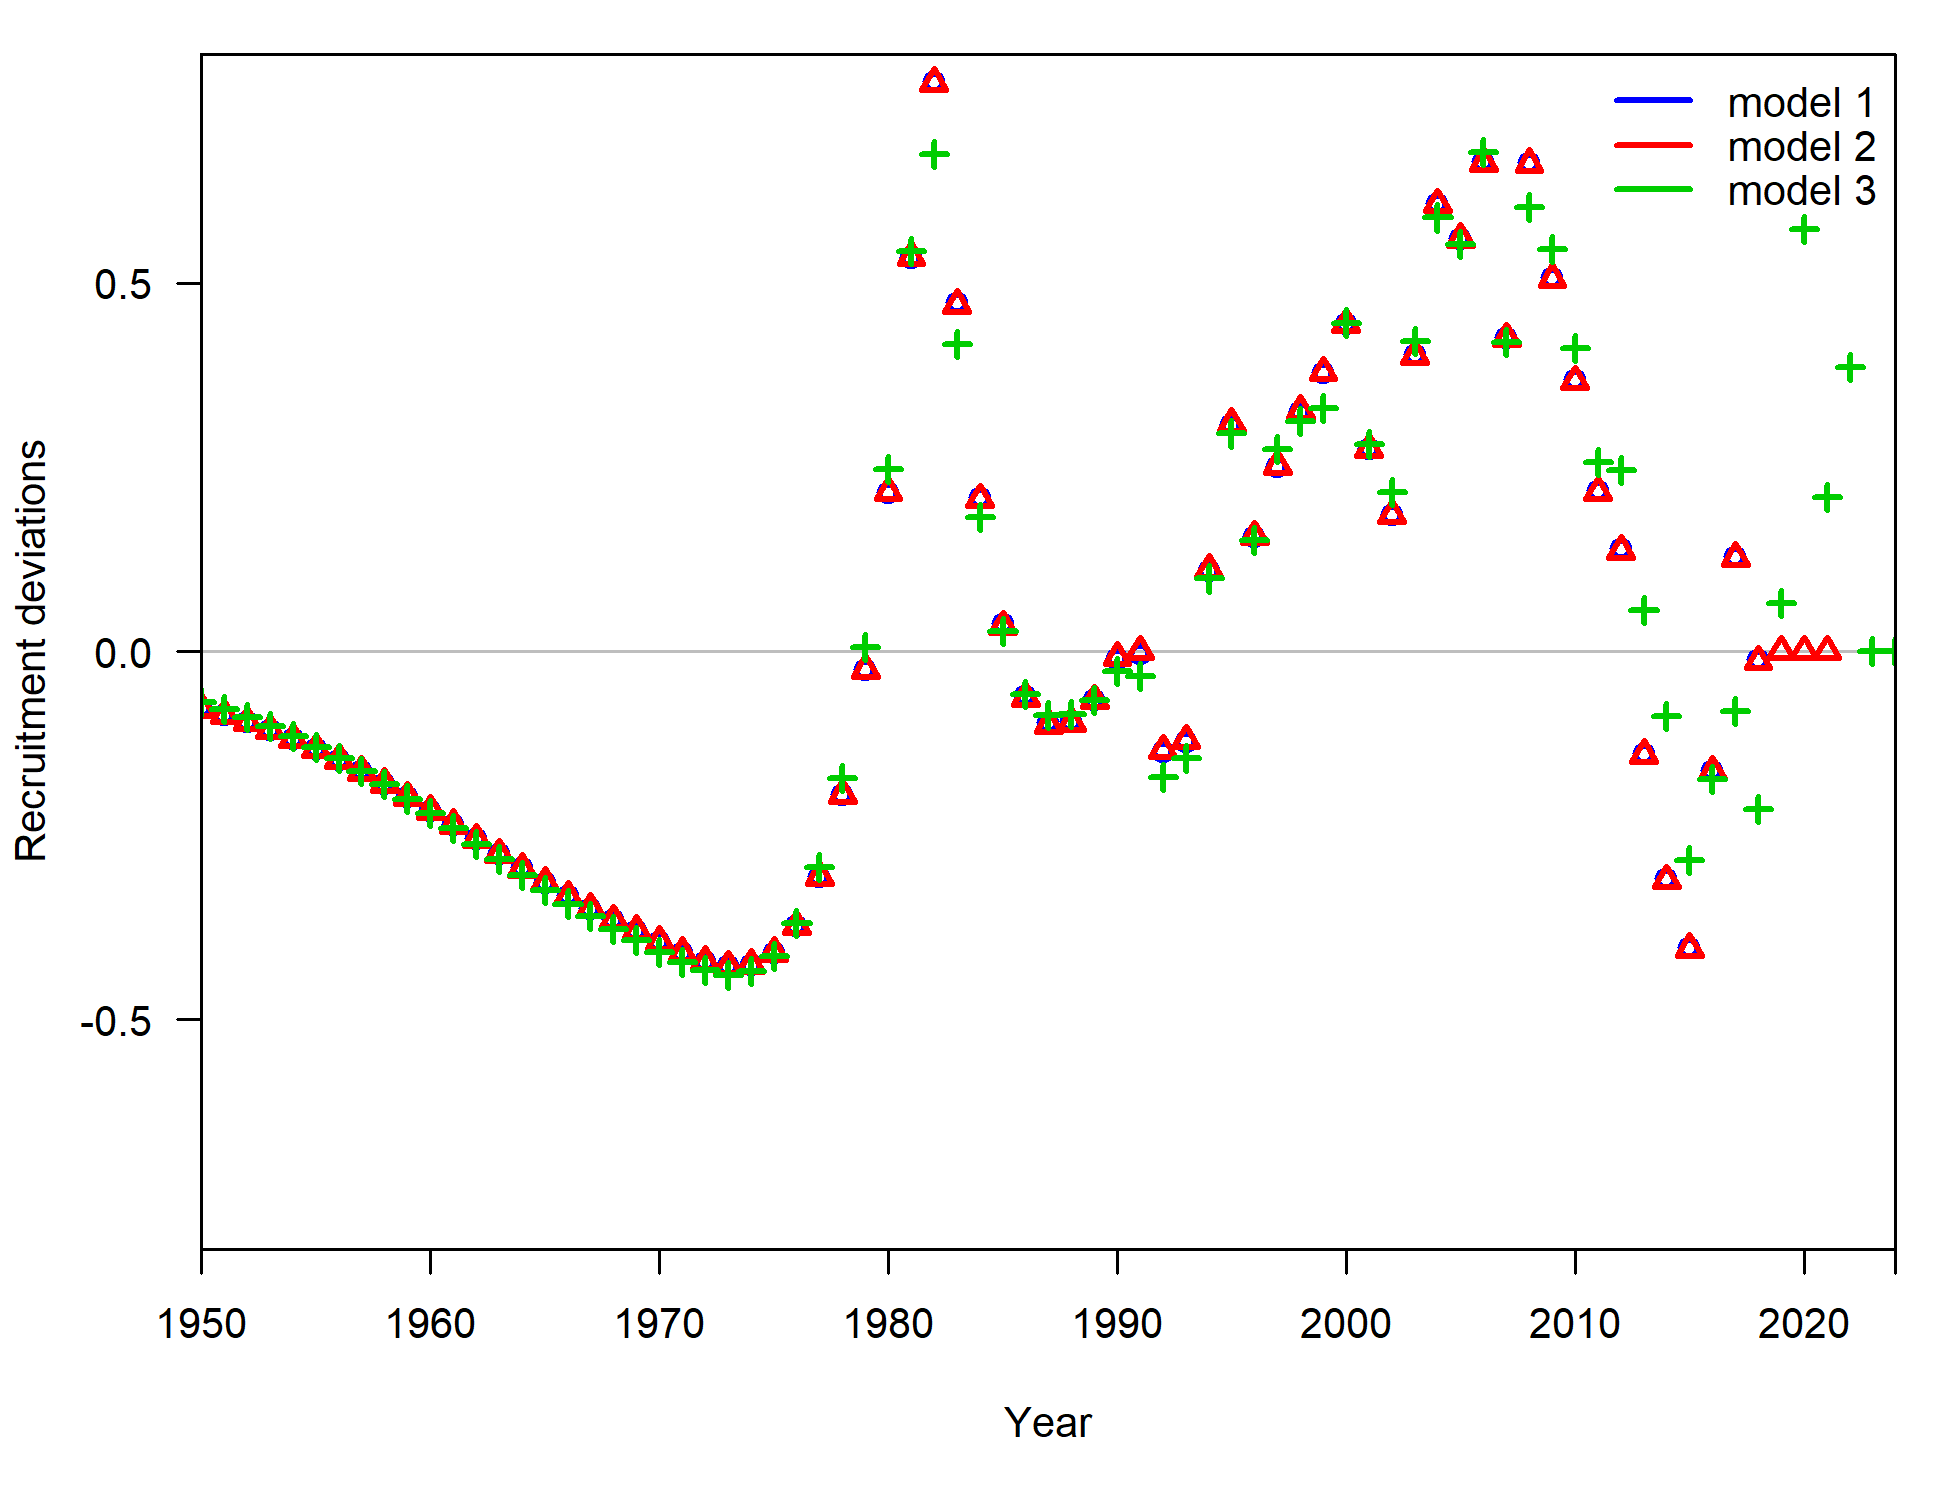 model 1
model 2
model 3
Recruitment deviations
0.5
0.0
-0.5
1950 1960 1970 1980 1990 2000 2010 2020
Year